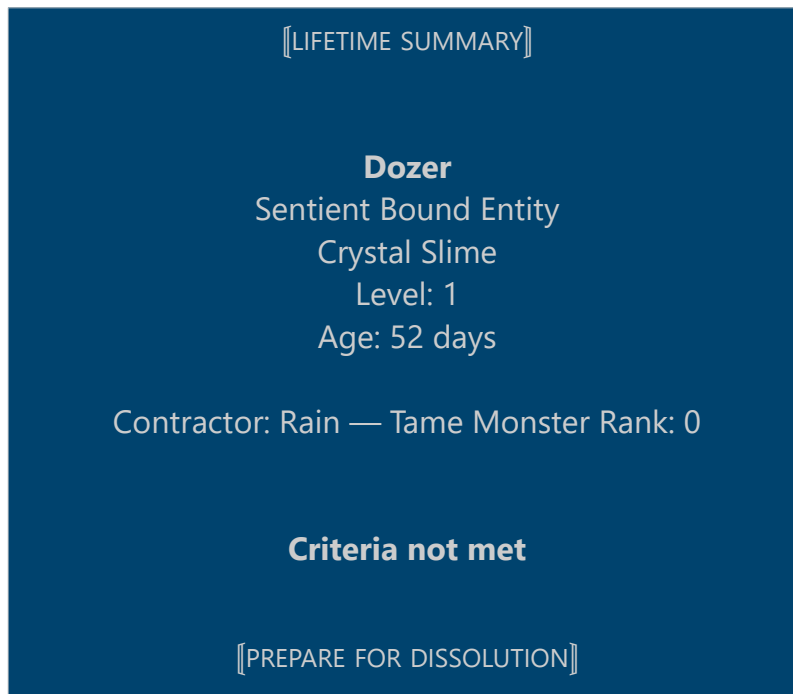 ⟦LIFETIME SUMMARY⟧
Dozer
Sentient Bound Entity
Crystal Slime
Level: 1
Age: 52 days
Contractor: Rain — Tame Monster Rank: 0
Criteria not met
⟦PREPARE FOR DISSOLUTION⟧